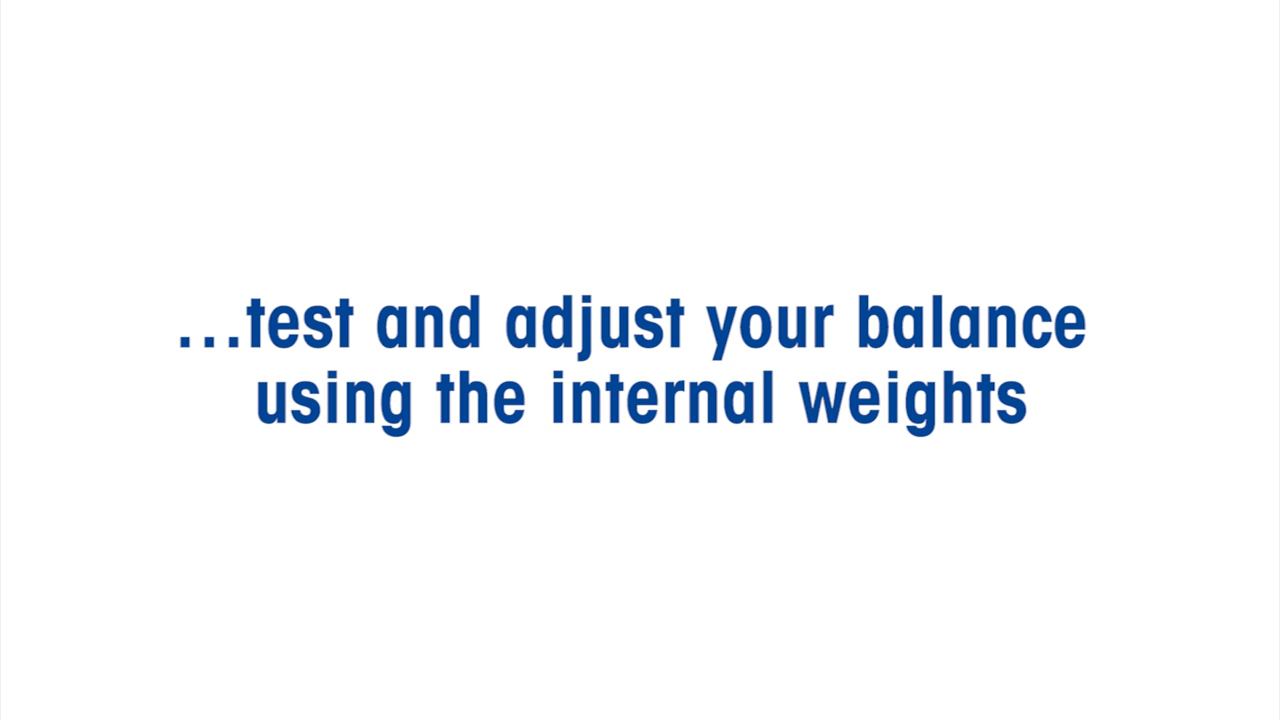 ...test and adjust your balance
using the internal weights